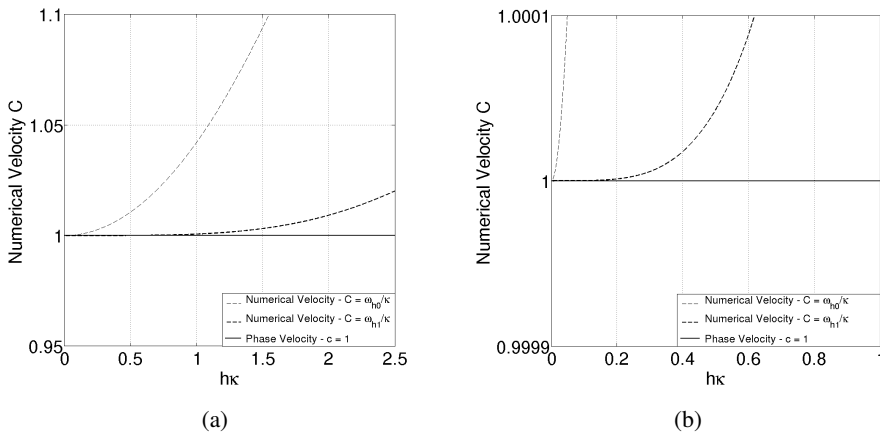 1.1
1.05
1
0.95
Numerical Velocity C
0 0.5 1 1.5 2 2.5
hκ
Numerical Velocity - C = ω_h0/κ
Numerical Velocity - C = ω_h1/κ
Phase Velocity - c = 1
(a)
1.0001
1
0.9999
Numerical Velocity C
0 0.2 0.4 0.6 0.8 1
hκ
Numerical Velocity - C = ω_h0/κ
Numerical Velocity - C = ω_h1/κ
Phase Velocity - c = 1
(b)